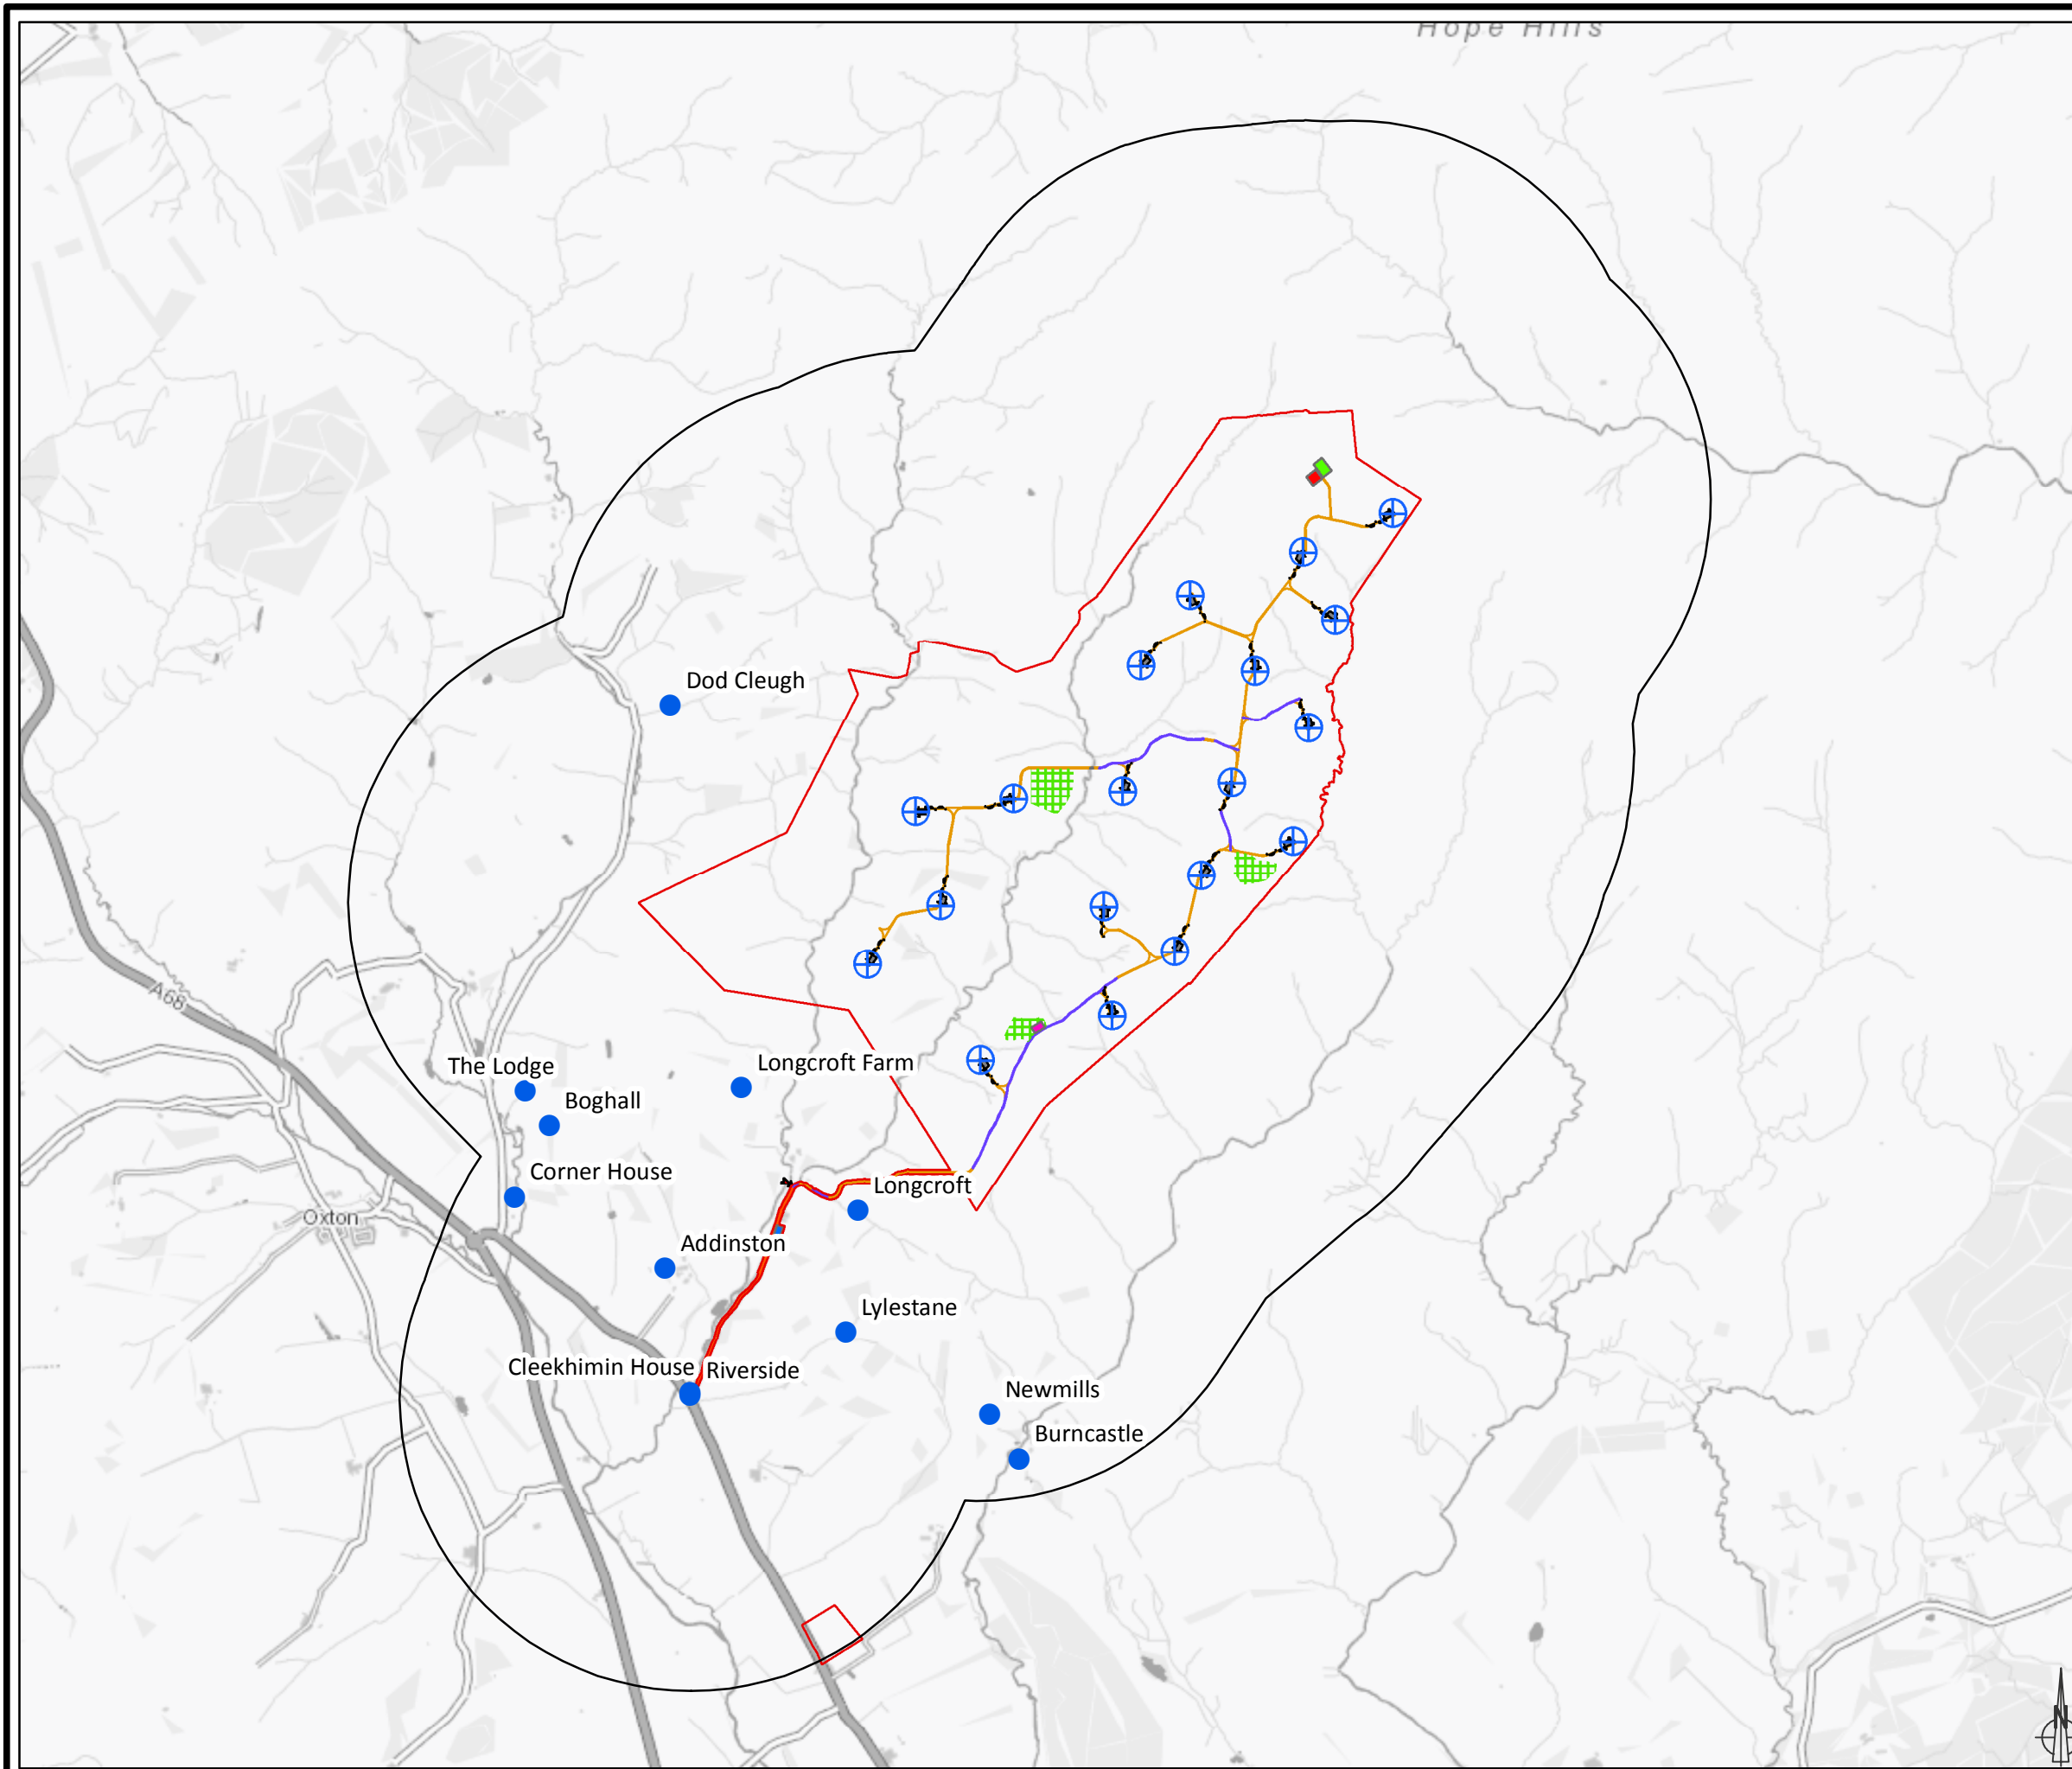 Hope Hills
Dod Cleugh
A68
The Lodge
Longcroft Farm
Boghall
Corner House
Longcroft
Oxton
Addinston
Lylestane
Cleekhimin House
Riverside
Newmills
Burncastle
N